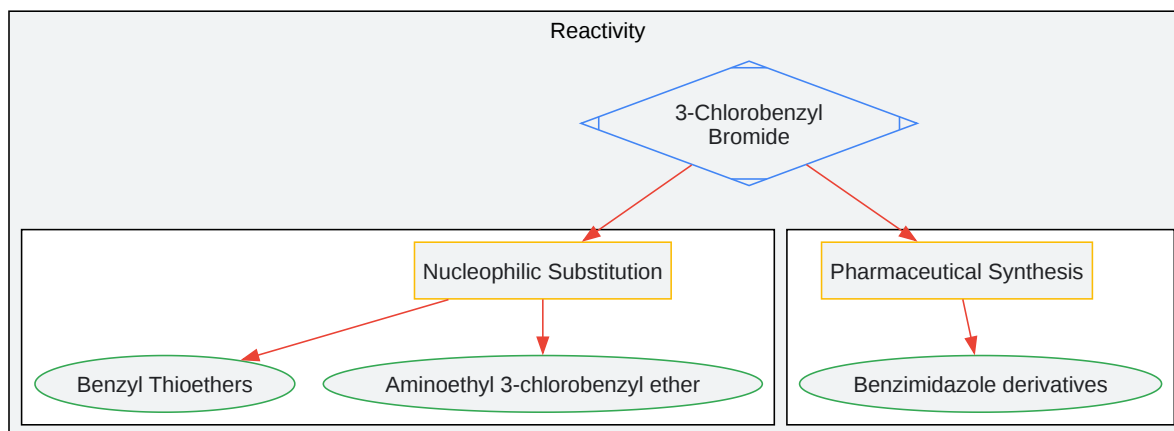 Reactivity
3-Chlorobenzyl
Bromide
Nucleophilic Substitution
Pharmaceutical Synthesis
Benzyl Thioethers
Aminoethyl 3-chlorobenzyl ether
Benzimidazole derivatives